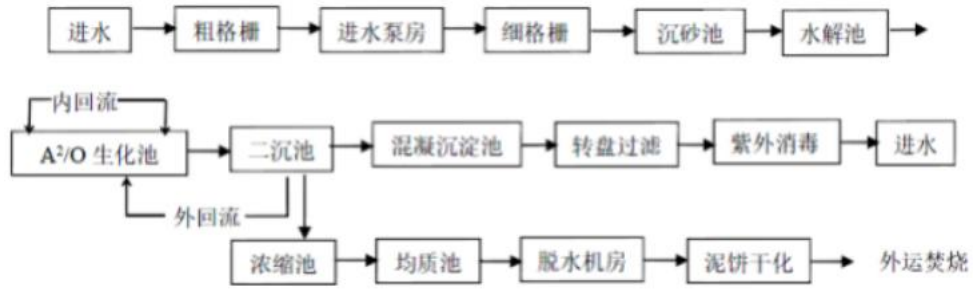 进水 粗格栅 进水泵房 细格栅 沉砂池 水解池
内回流
A²/O 生化池 二沉池 混凝沉淀池 转盘过滤 紫外消毒 进水
外回流
浓缩池 均质池 脱水机房 泥饼干化 外运焚烧